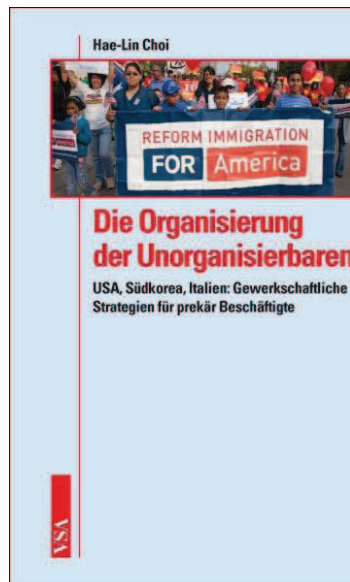 Hae-Lin Choi
REFORM IMMIGRATION
FOR America
Die Organisierung
der Unorganisierbaren
USA, Südkorea, Italien: Gewerkschaftliche
Strategien für prekär Beschäftigte
VSA